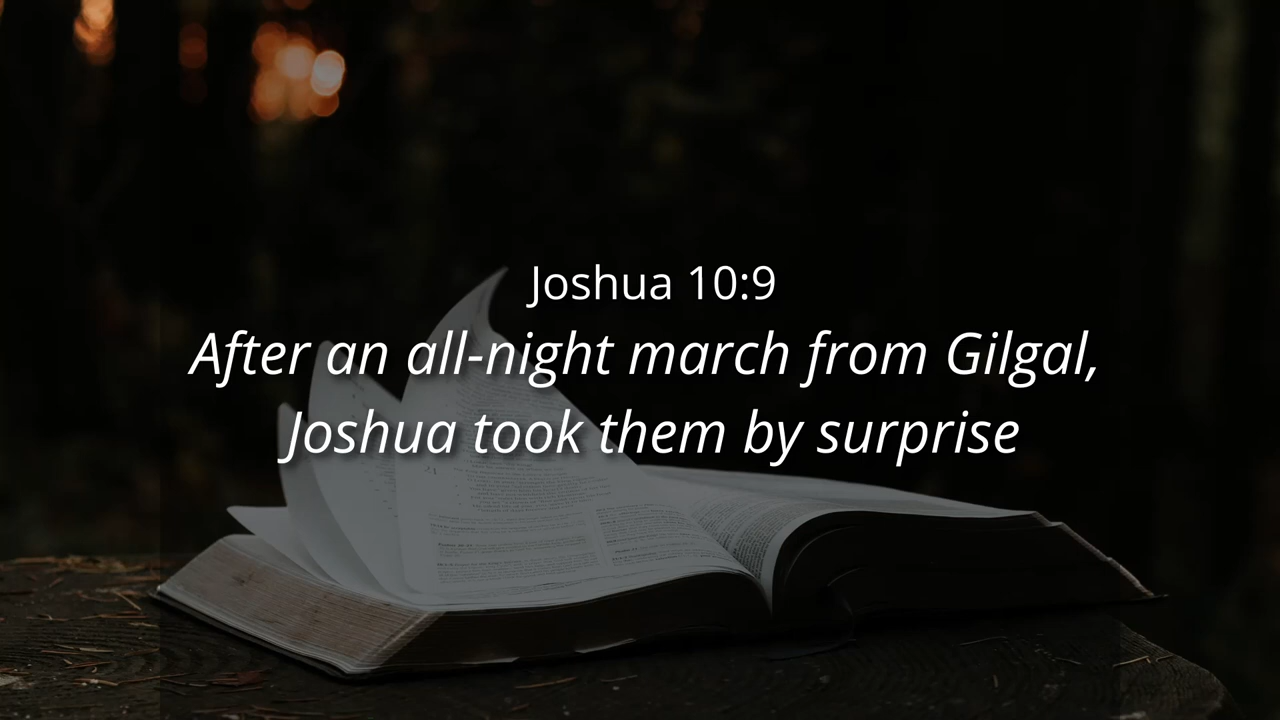 Joshua 10:9
After an all-night march from Gilgal,
Joshua took them by surprise